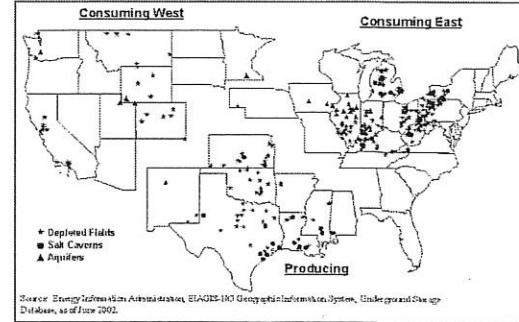 Consuming West
Consuming East
★ Depleted Fields
● Salt Caverns
▲ Aquifers
Producing
Source: Energy Information Administration, EIAGIS-NG Geographic Information System, Underground Storage
Database, as of June 2002.